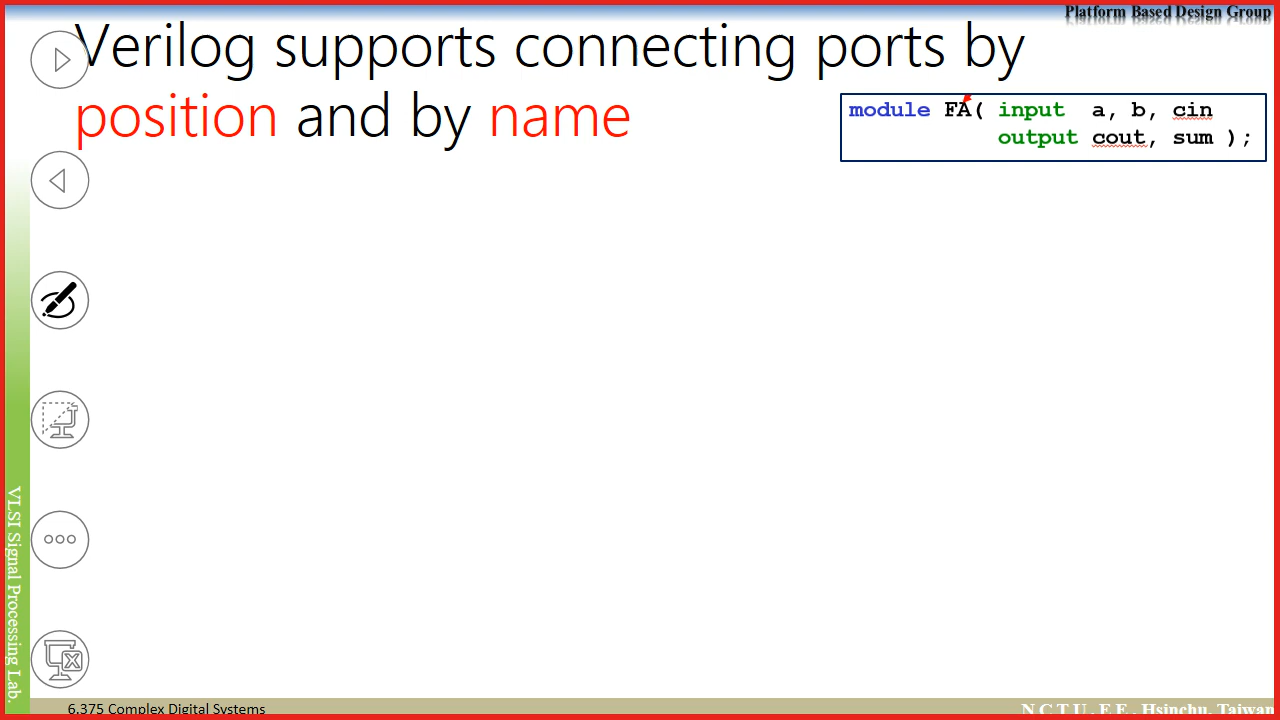 Platform Based Design Group
Verilog supports connecting ports by
position and by name
module FA( input a, b, cin
output cout, sum );
VLSI Signal Processing Lab.
6.375 Complex Digital Systems
N C T U . E E , Hsinchu, Taiwan